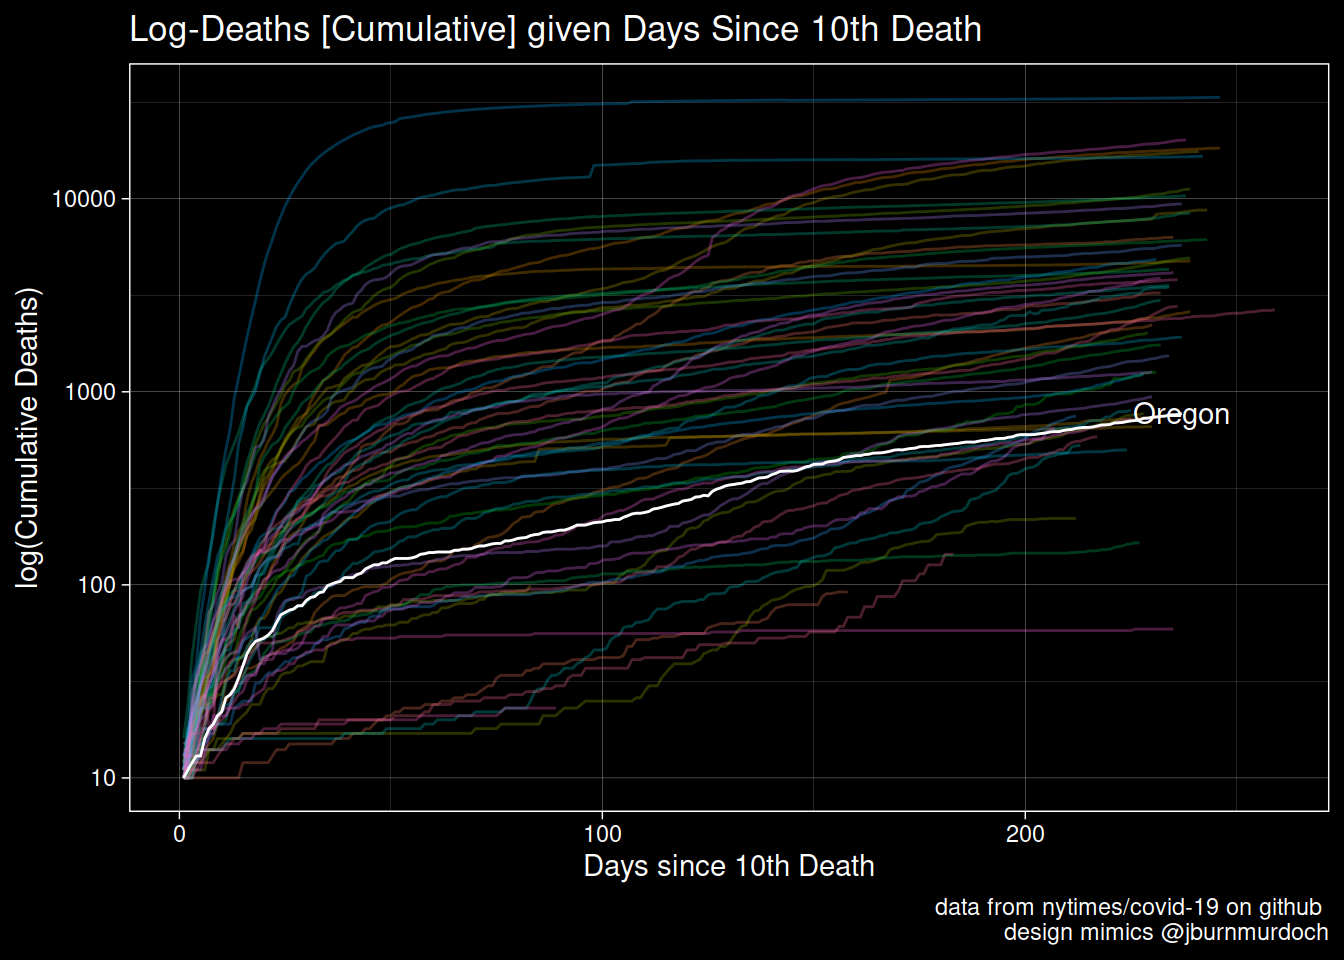 Log-Deaths [Cumulative] given Days Since 10th Death
log(Cumulative Deaths)
10000
1000
100
10
Oregon
0
100
200
Days since 10th Death
data from nytimes/covid-19 on github
design mimics @jburnmurdoch